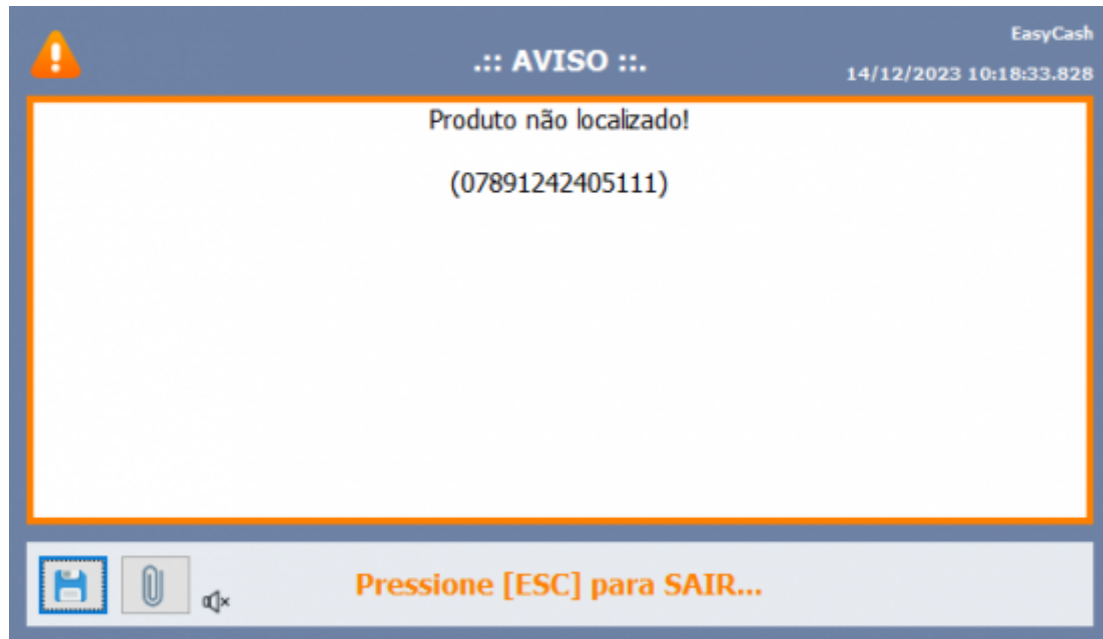 EasyCash
.:: AVISO ::.
14/12/2023 10:18:33.828
Produto não localizado!
(07891242405111)
Pressione [ESC] para SAIR...